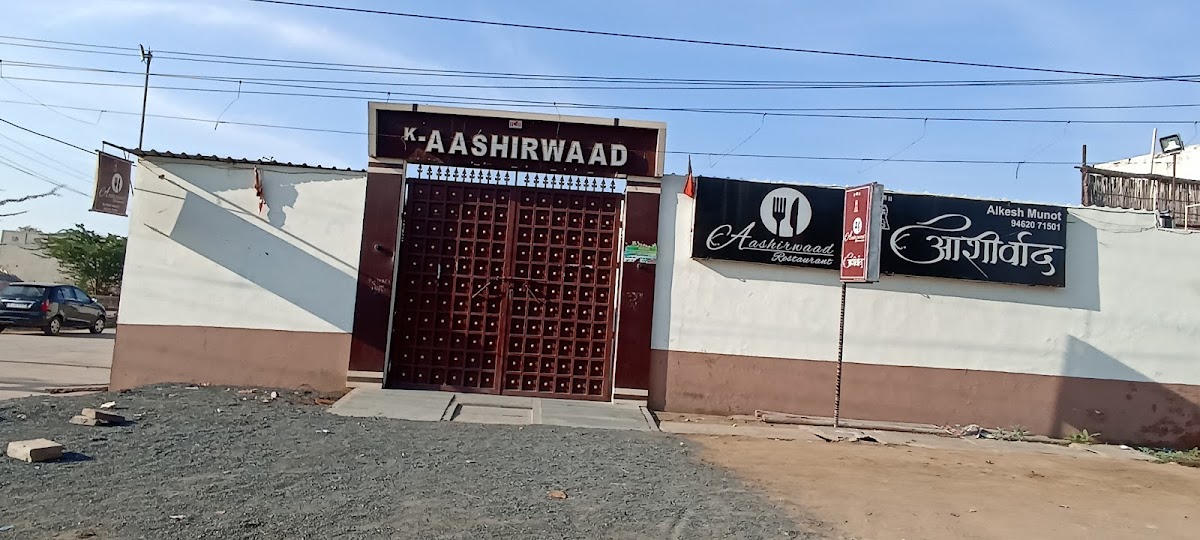 K-AASHIRWAAD
Aashirwaad
Restaurant
Alkesh Munot
94620 71501
आशीर्वाद